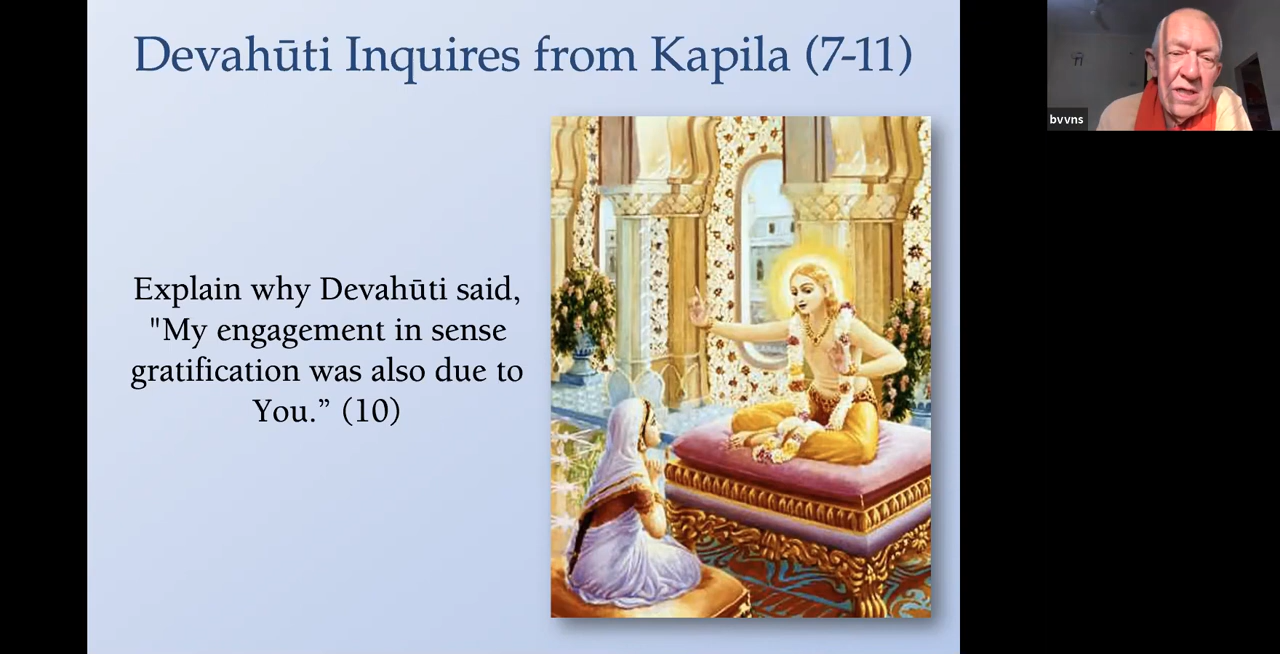 Devahūti Inquires from Kapila (7-11)
Explain why Devahūti said,
"My engagement in sense
gratification was also due to
You.” (10)
bvvns